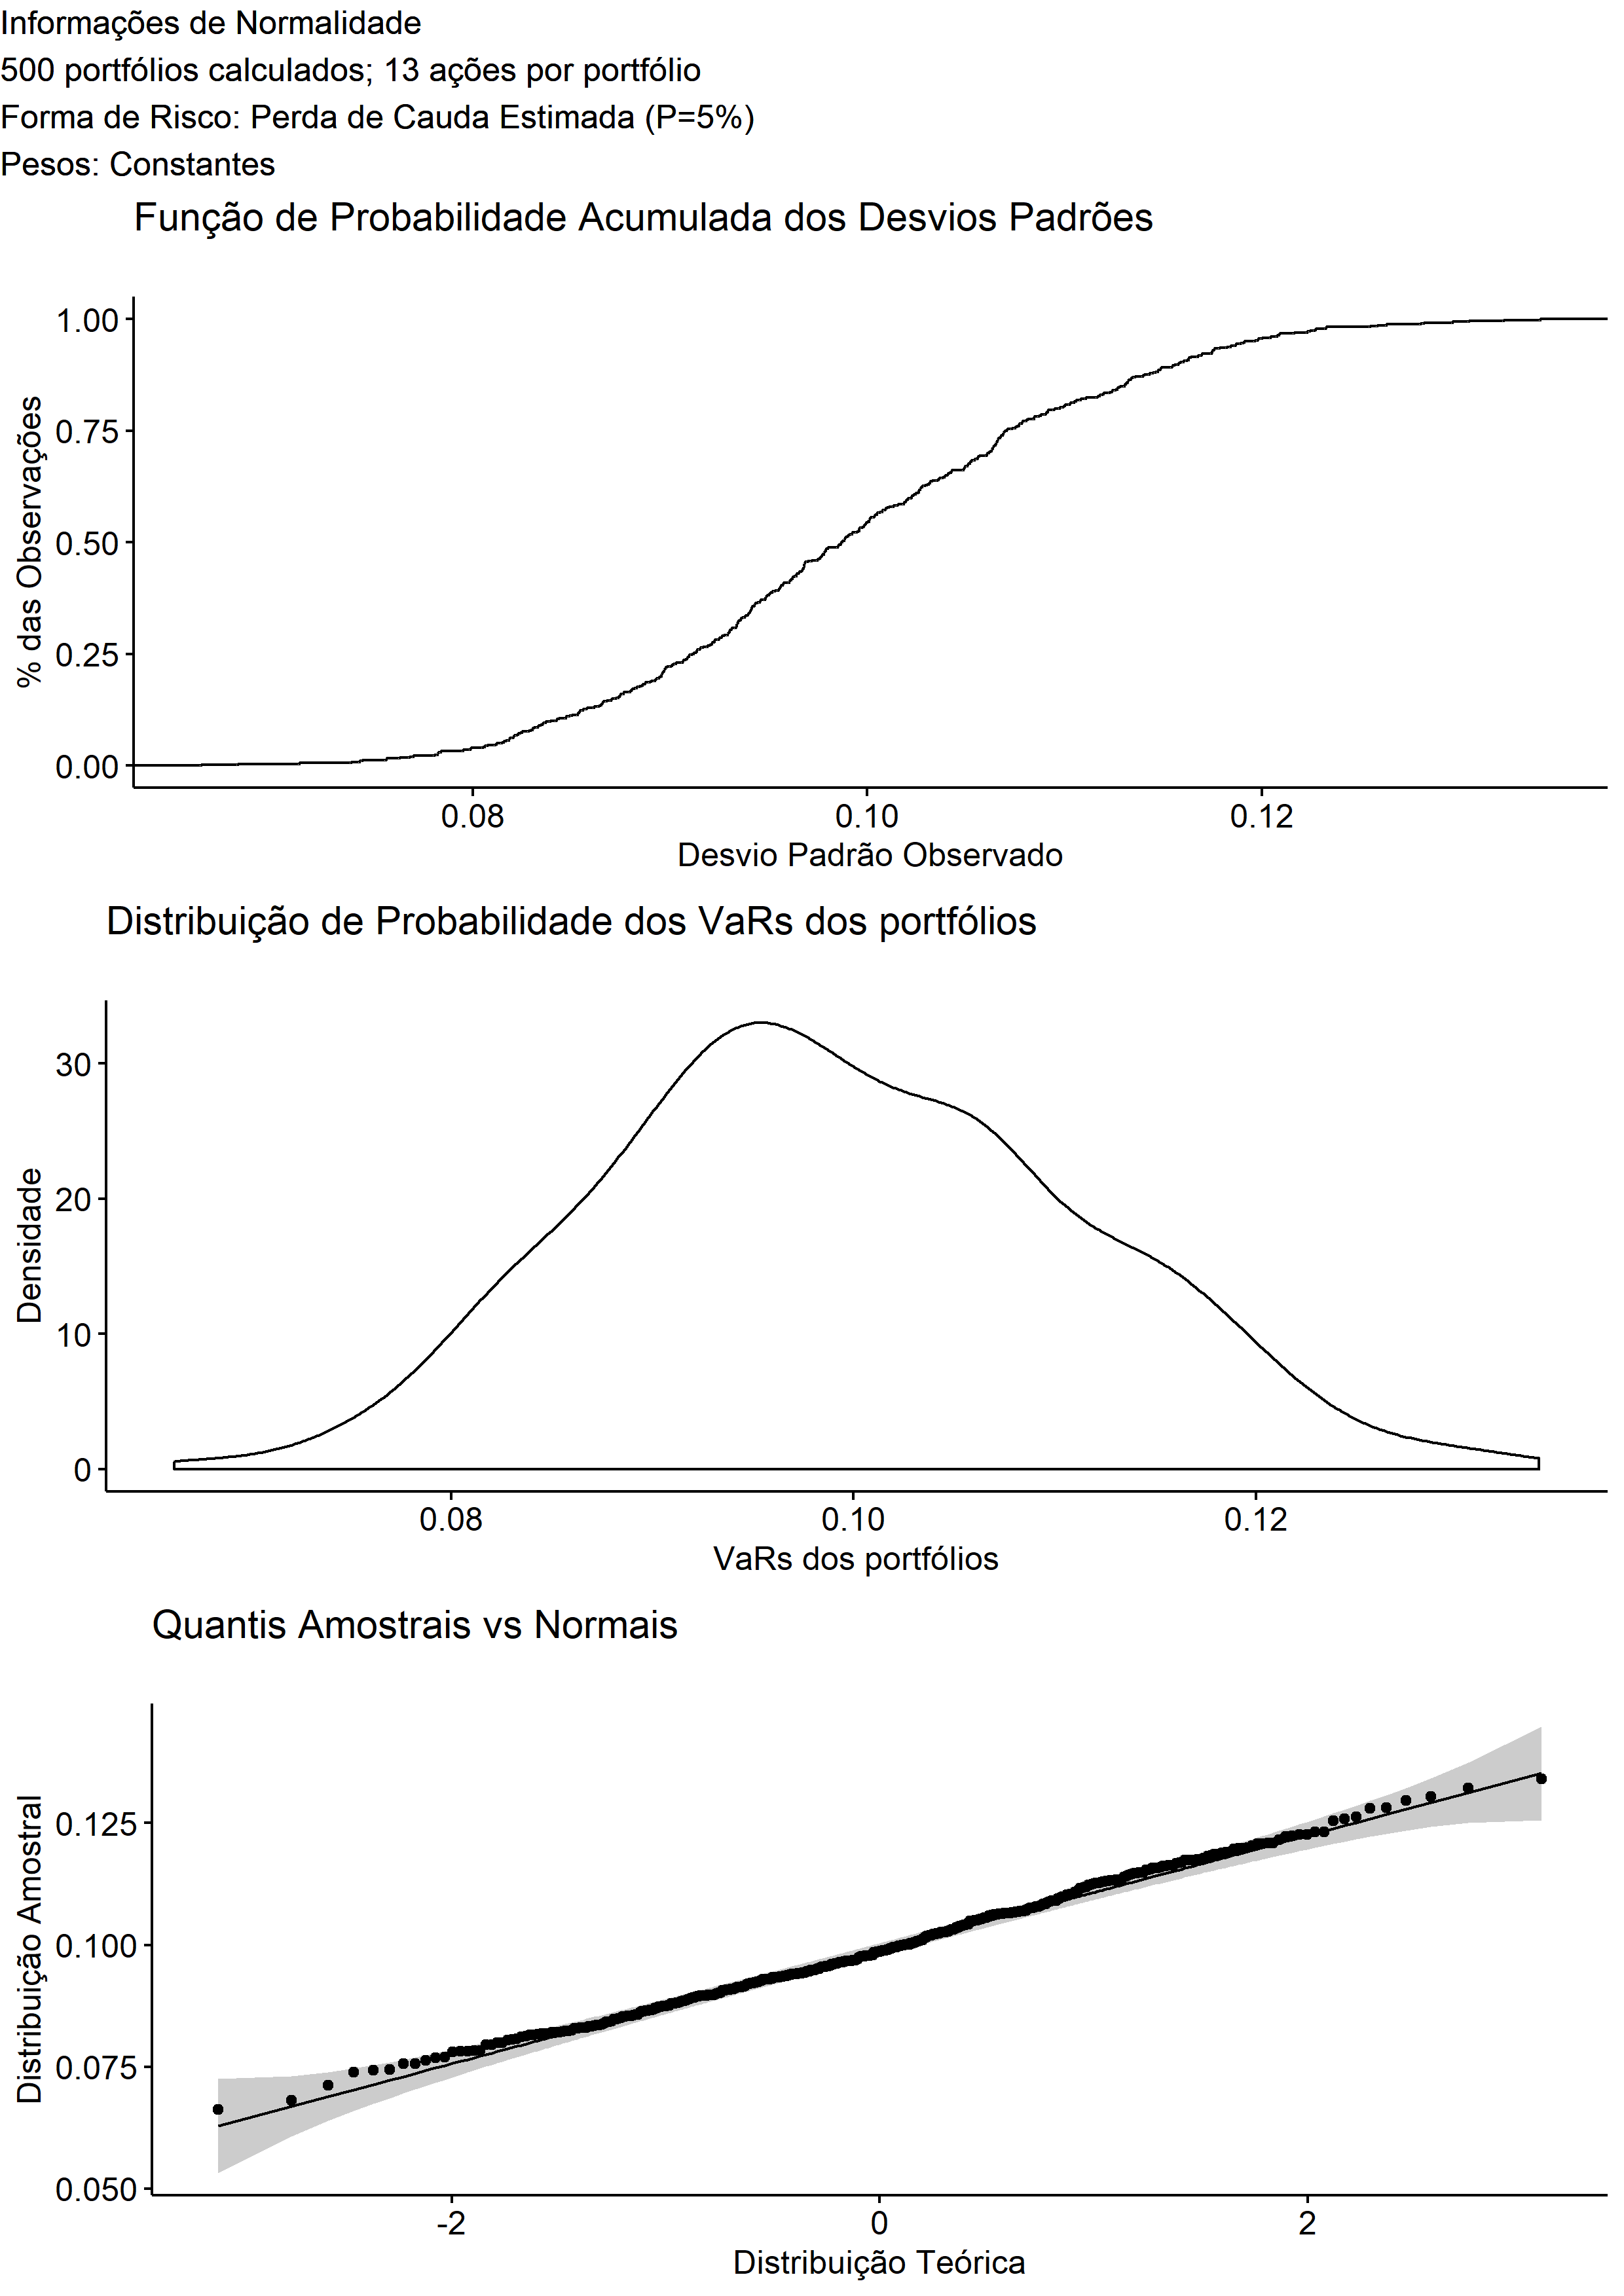 Informações de Normalidade
500 portfólios calculados; 13 ações por portfólio
Forma de Risco: Perda de Cauda Estimada (P=5%)
Pesos: Constantes
Função de Probabilidade Acumulada dos Desvios Padrões
% das Observações
1.00
0.75
0.50
0.25
0.00
0.08
0.10
0.12
Desvio Padrão Observado
Distribuição de Probabilidade dos VaRs dos portfólios
Densidade
30
20
10
0
0.08
0.10
0.12
VaRs dos portfólios
Quantis Amostrais vs Normais
Distribuição Amostral
0.125
0.100
0.075
0.050
-2
0
2
Distribuição Teórica